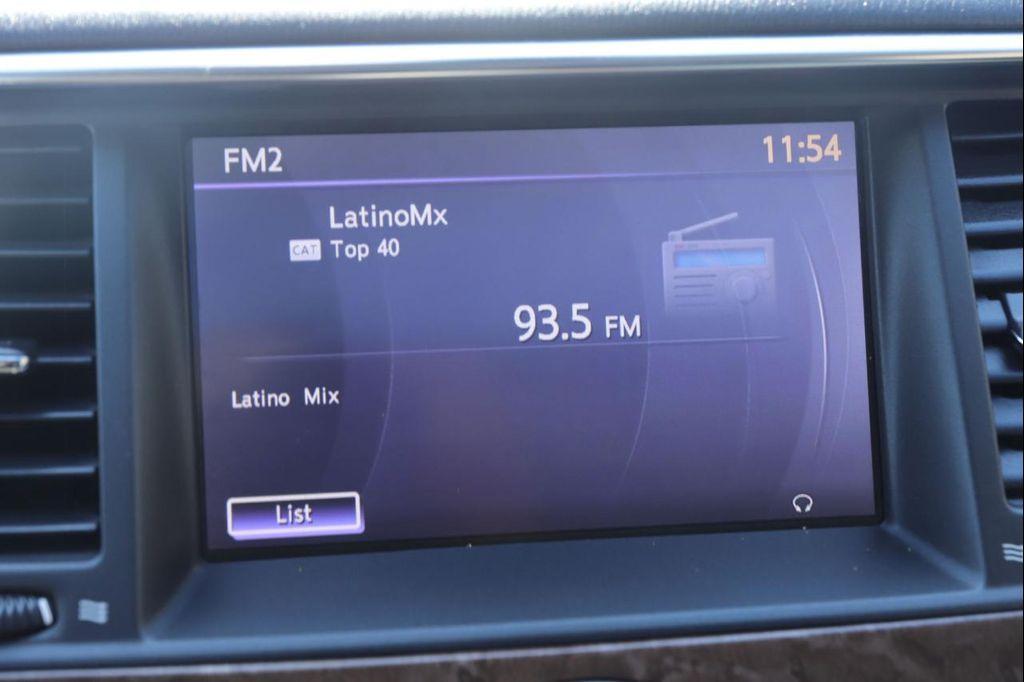 FM2
11:54
LatinoMx
CAT Top 40
93.5 FM
Latino Mix
List